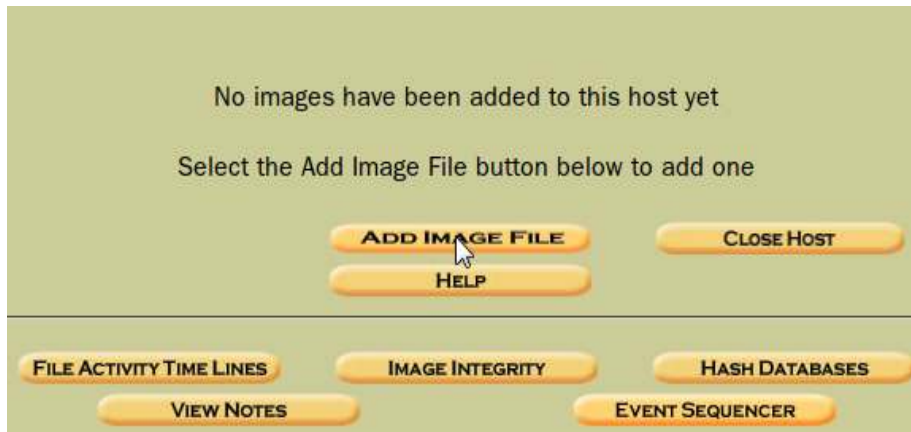 No images have been added to this host yet
Select the Add Image File button below to add one
ADD IMAGE FILE
CLOSE HOST
HELP
FILE ACTIVITY TIME LINES
IMAGE INTEGRITY
HASH DATABASES
VIEW NOTES
EVENT SEQUENCER